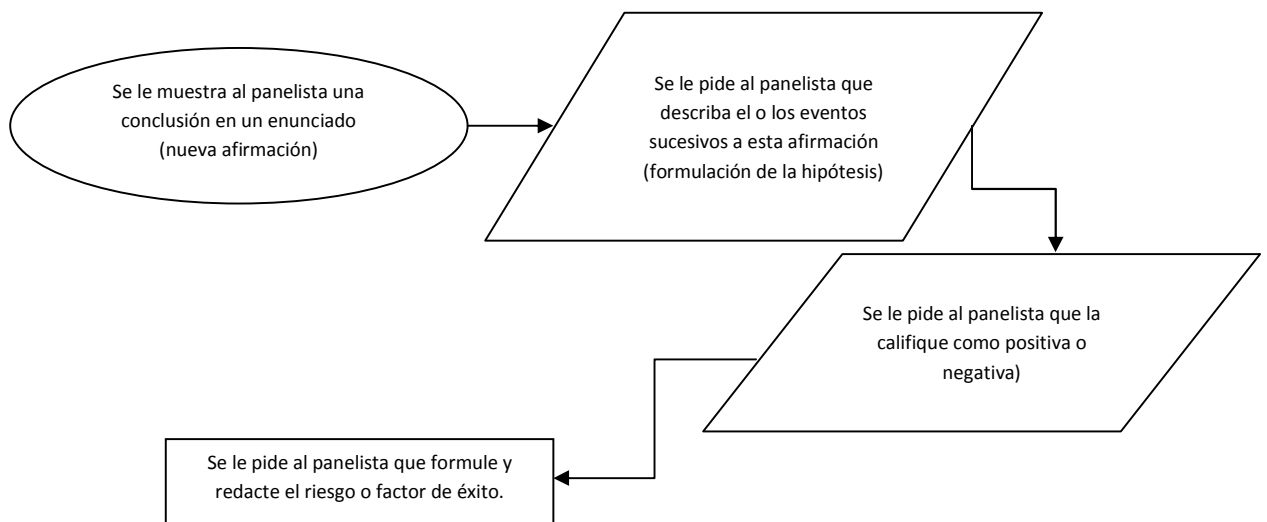 Se le muestra al panelista una
conclusión en un enunciado
(nueva afirmación)
Se le pide al panelista que
describa el o los eventos
sucesivos a esta afirmación
(formulación de la hipótesis)
Se le pide al panelista que la
califique como positiva o
negativa)
Se le pide al panelista que formule y
redacte el riesgo o factor de éxito.